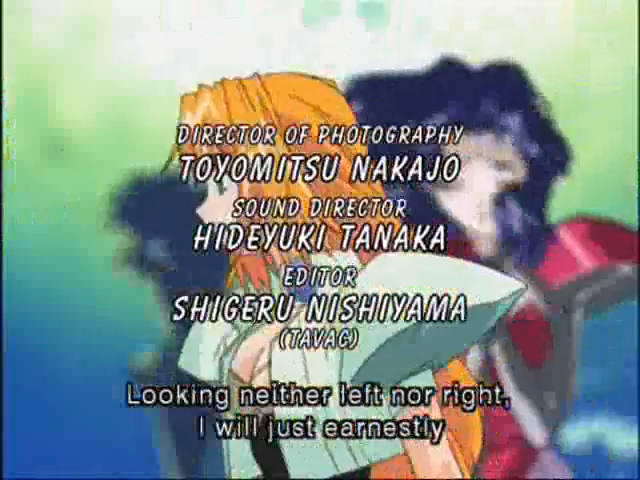 DIRECTOR OF PHOTOGRAPHY
TOYOMITSU NAKAJO
SOUND DIRECTOR
HIDEYUKI TANAKA
EDITOR
SHIGERU NISHIYAMA
(TAVAC)
Looking neither left nor right,
I will just earnestly